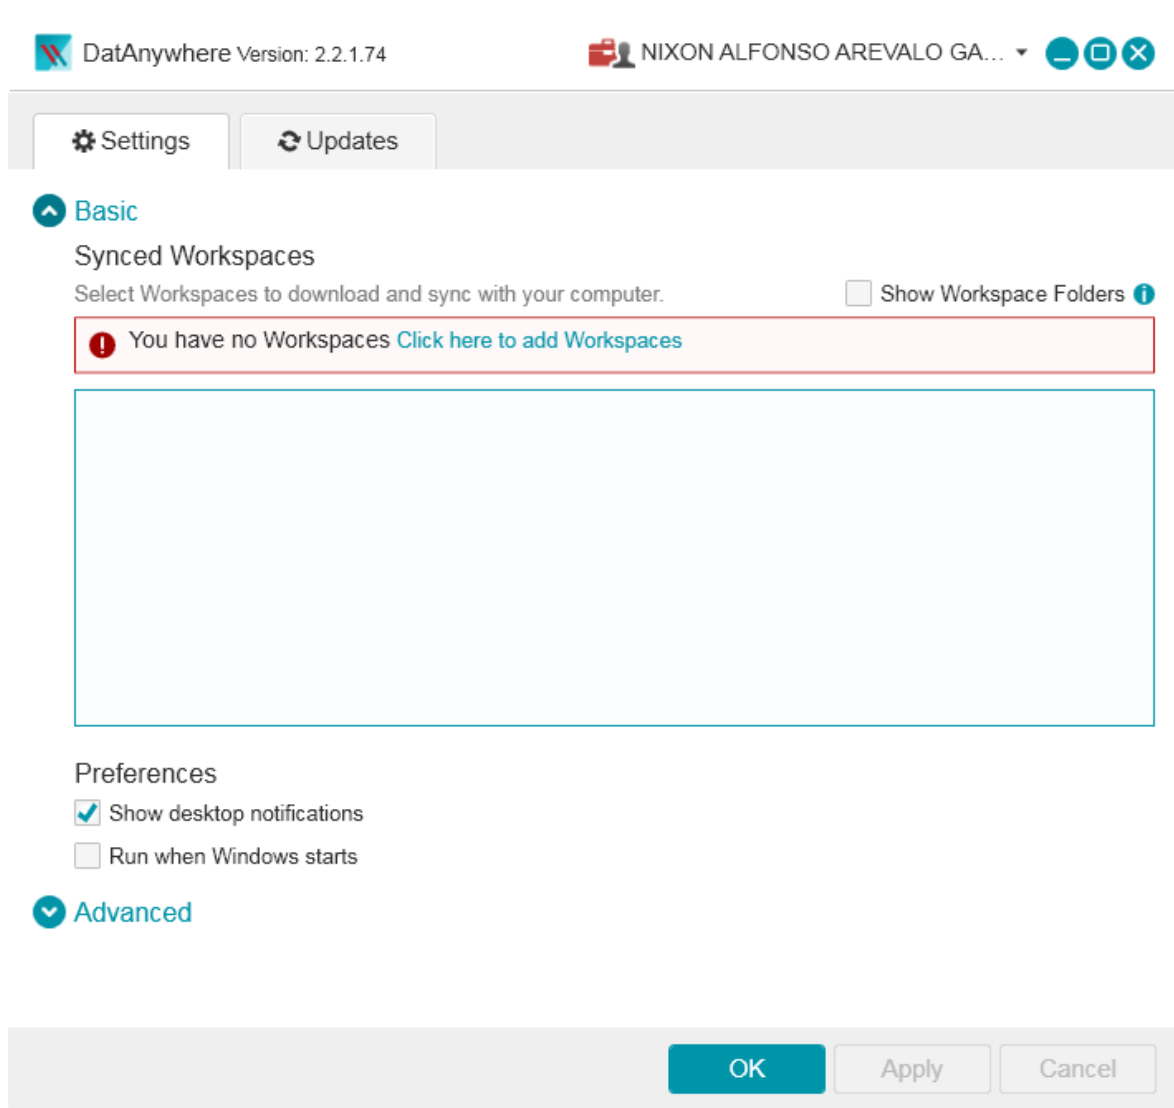 DatAnywhere Version: 2.2.1.74
NIXON ALFONSO AREVALO GA...
Settings
Updates
Basic
Synced Workspaces
Select Workspaces to download and sync with your computer.
Show Workspace Folders
You have no Workspaces Click here to add Workspaces
Preferences
Show desktop notifications
Run when Windows starts
Advanced
OK
Apply
Cancel